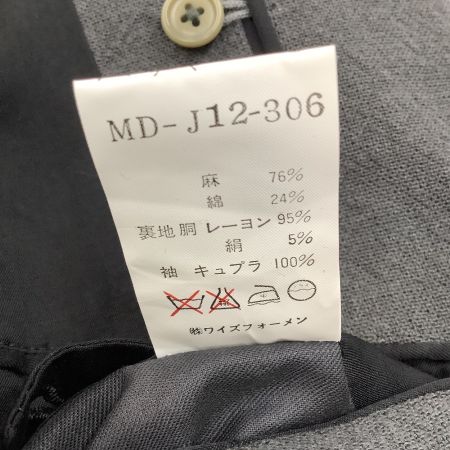 MD-J12-306
麻 76%
綿 24%
裏地 胴 レーヨン 95%
絹 5%
袖 キュプラ 100%
㈱ワイズフォーメン